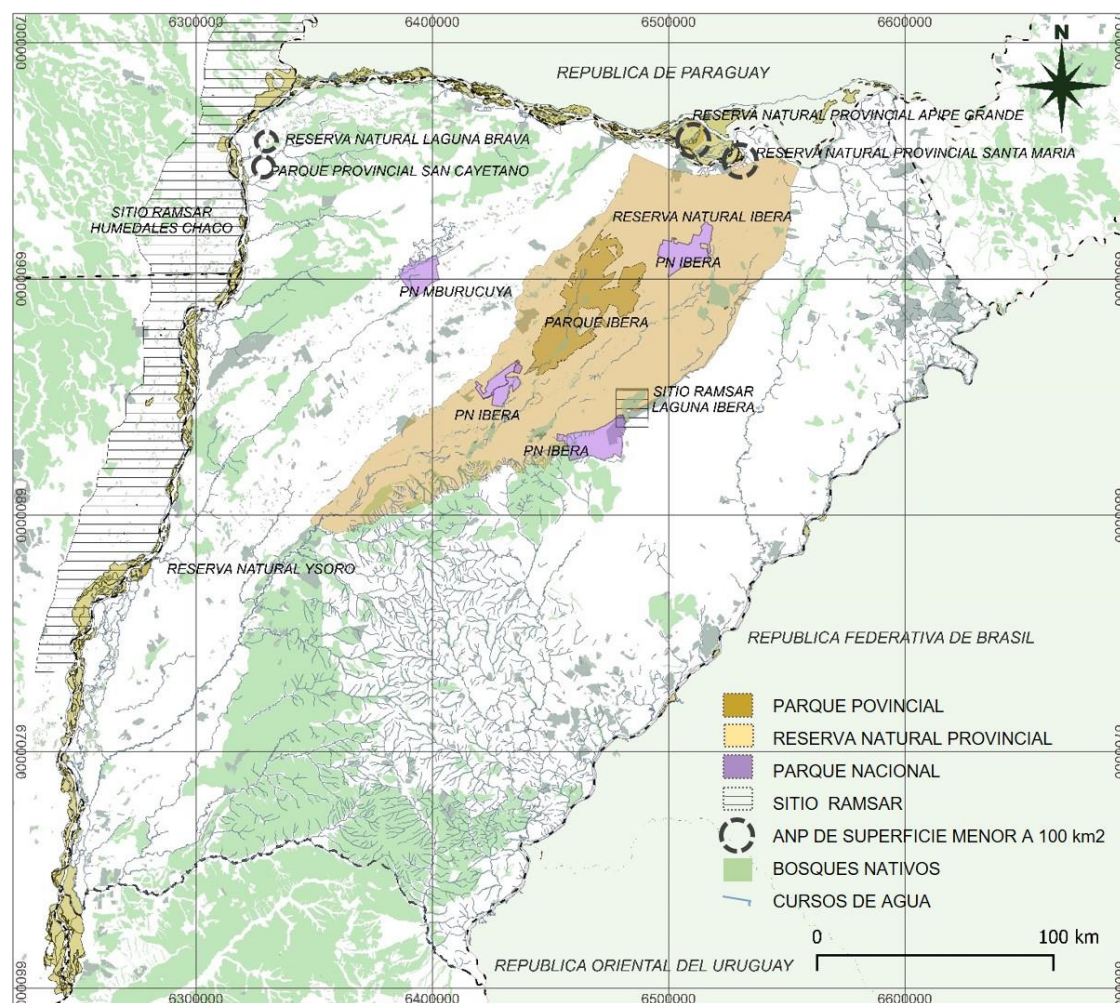 6300000
6400000
6500000
6600000
7000000
7000000
N
REPUBLICA DE PARAGUAY
RESERVA NATURAL PROVINCIAL APIPE GRANDE
RESERVA NATURAL LAGUNA BRAVA
RESERVA NATURAL PROVINCIAL SANTA MARIA
PARQUE PROVINCIAL SAN CAYETANO
SITIO RAMSAR
HUMEDALES CHACO
RESERVA NATURAL IBERA
PN IBERA
6900000
6900000
PN MBURUCUYA
PARQUE IBERA
SITIO RAMSAR
LAGUNA IBERA
PN IBERA
PN IBERA
6800000
6800000
RESERVA NATURAL YSORO
REPUBLICA FEDERATIVA DE BRASIL
PARQUE POVINCIAL
RESERVA NATURAL PROVINCIAL
6700000
6700000
PARQUE NACIONAL
SITIO RAMSAR
ANP DE SUPERFICIE MENOR A 100 km2
BOSQUES NATIVOS
CURSOS DE AGUA
0
100 km
REPUBLICA ORIENTAL DEL URUGUAY
6300000
6400000
6500000
6600000